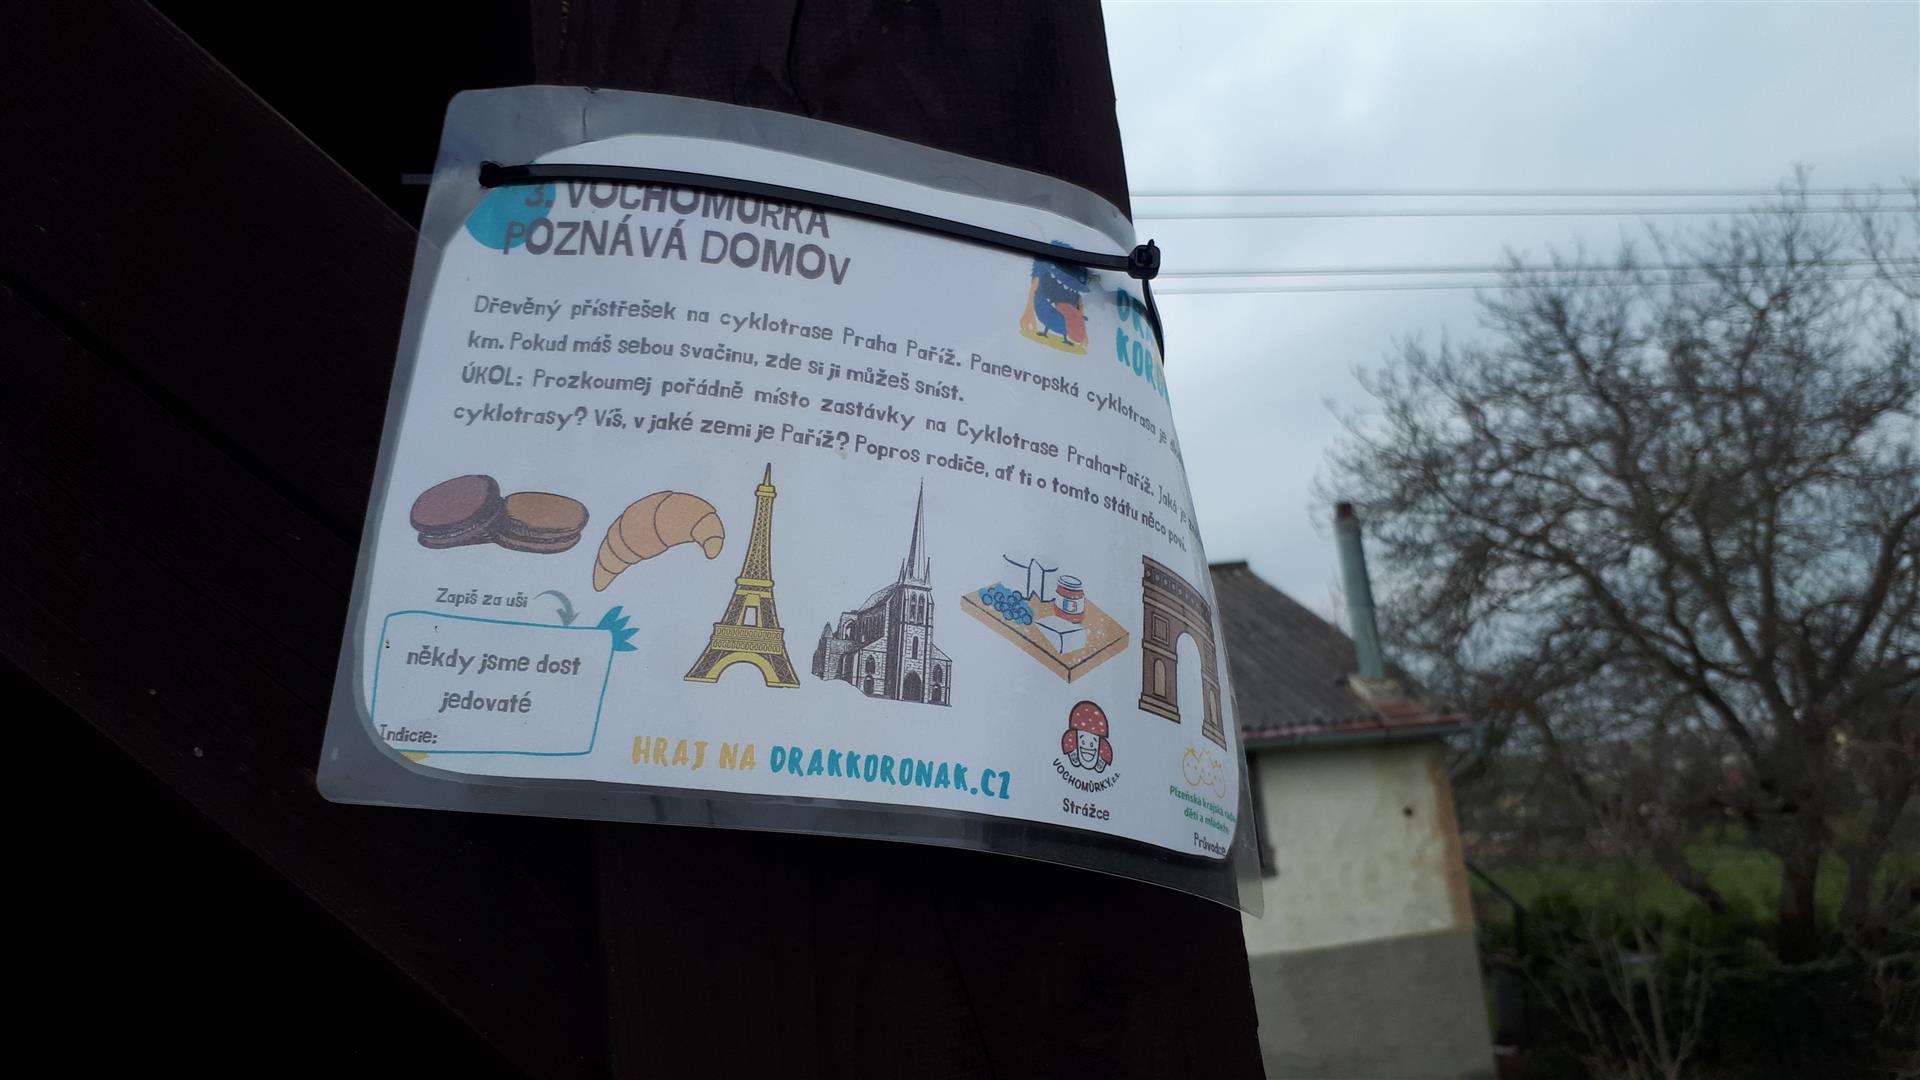 3. VOCHOMŮRKA
POZNÁVÁ DOMOV
Dřevěný přístřešek na cyklotrase Praha Paříž. Panevropská cyklotrasa je
km. Pokud máš sebou svačinu, zde si ji můžeš sníst.
ÚKOL: Prozkoumej pořádně místo zastávky na Cyklotrase Praha-Paříž. Jaká je
cyklotrasy? Víš, v jaké zemi je Paříž? Popros rodiče, ať ti o tomto státu něco poví.
Zapiš za uši
někdy jsme dost
jedovaté
Indicie:
HRAJ NA DRAKKORONAK.CZ
VOCHOMŮRKY, z.s.
Strážce
Plzeňská krajská rada
dětí a mládeže
Průvodce